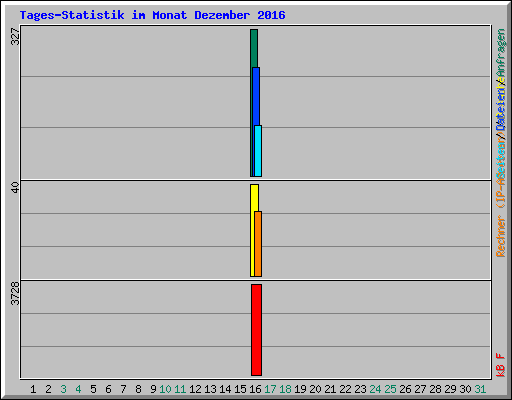 Tages-Statistik im Monat Dezember 2016
327
40
3728
Dateien/Anfragen
Rechner (IP-A
kB F
1 2 3 4 5 6 7 8 9 10 11 12 13 14 15 16 17 18 19 20 21 22 23 24 25 26 27 28 29 30 31